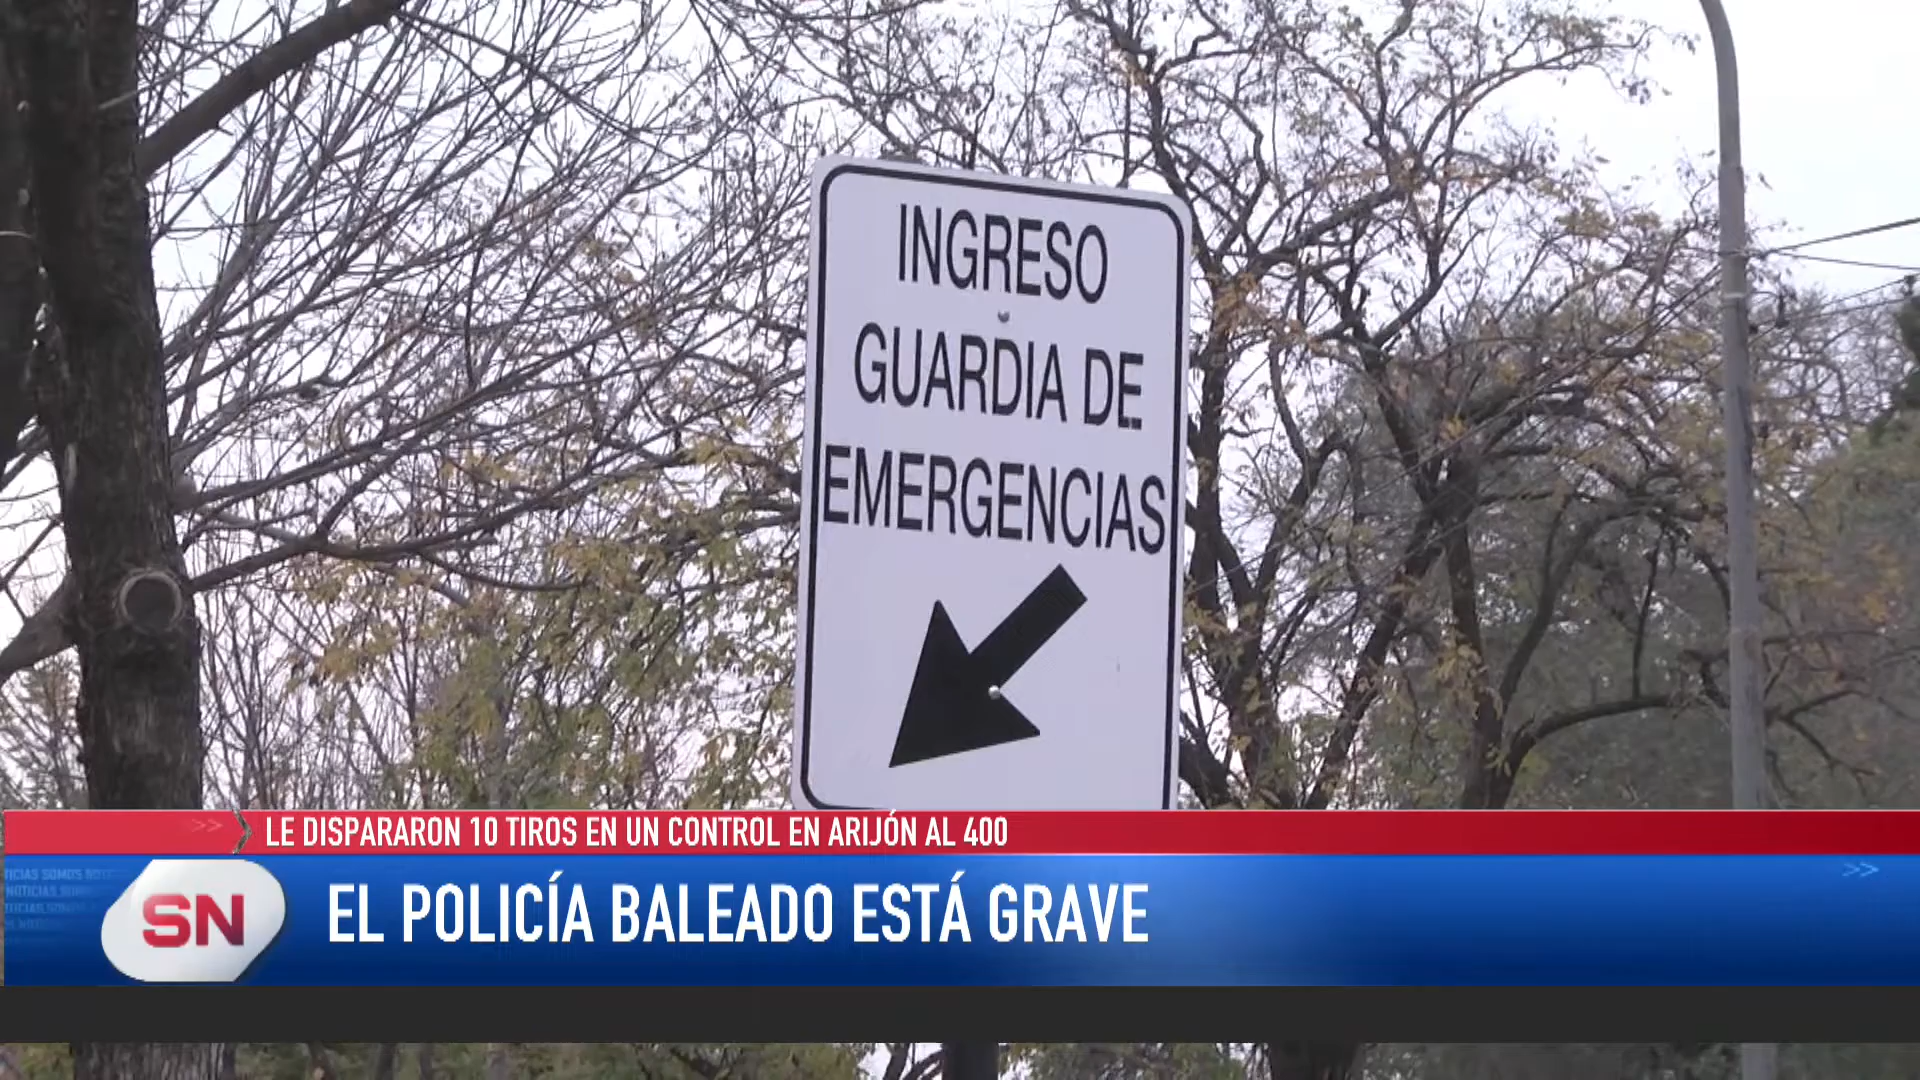 INGRESO
GUARDIA DE
EMERGENCIAS
LE DISPARARON 10 TIROS EN UN CONTROL EN ARIJÓN AL 400
SN
EL POLICÍA BALEADO ESTÁ GRAVE